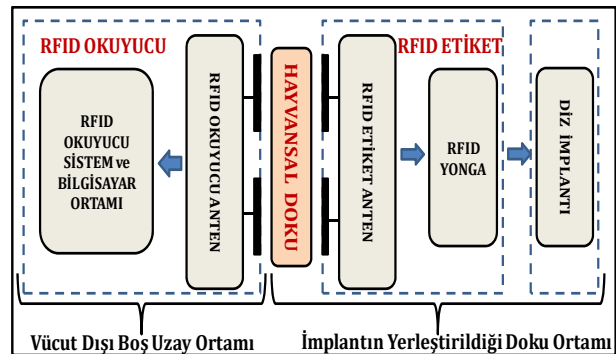 RFID OKUYUCU
RFID
OKUYUCU
SİSTEM ve
BİLGİSAYAR
ORTAMI
RFID OKUYUCU ANTEN
HAYVANSAL DOKU
RFID ETİKET
RFID ETİKET ANTEN
RFID
YONGA
DİZ İMPLANTI
Vücut Dışı Boş Uzay Ortamı
İmplantın Yerleştirildiği Doku Ortamı